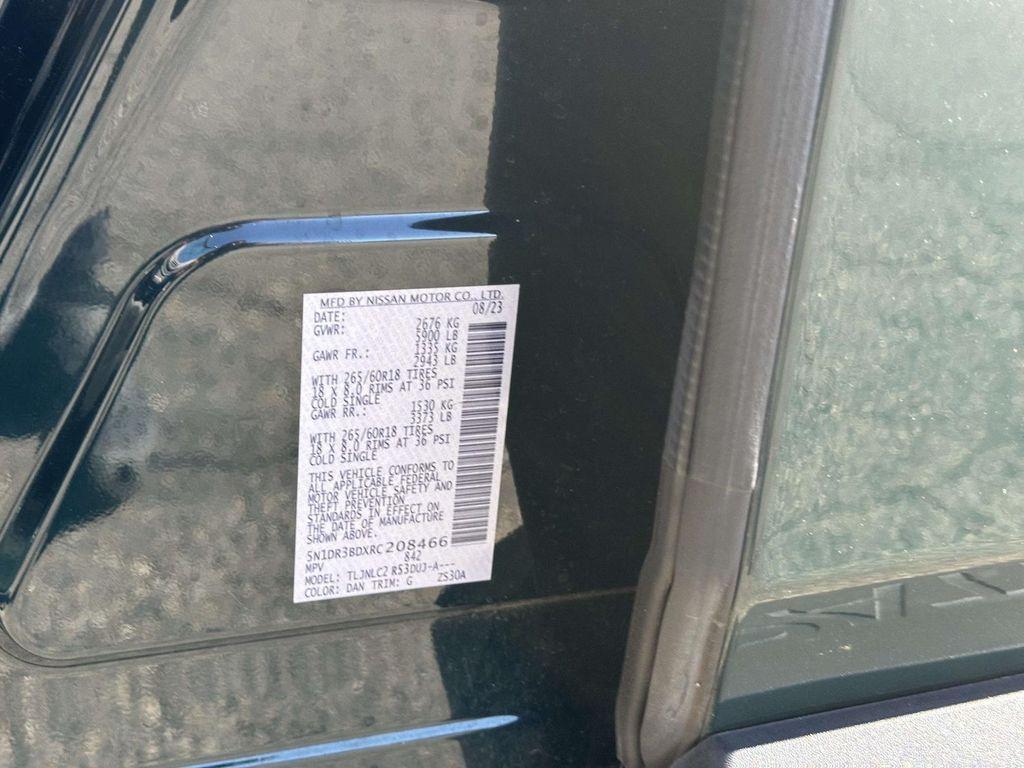 MFD BY NISSAN MOTOR CO., LTD.
DATE: 08/23
GVWR: 2676 KG
5900 LB
GAWR FR.: 1335 KG
2943 LB
WITH 265/60R18 TIRES
18 X 8.0 RIMS AT 36 PSI
COLD SINGLE
GAWR RR.: 1530 KG
3373 LB
WITH 265/60R18 TIRES
18 X 8.0 RIMS AT 36 PSI
COLD SINGLE
THIS VEHICLE CONFORMS TO
ALL APPLICABLE FEDERAL
MOTOR VEHICLE SAFETY AND
THEFT PREVENTION
STANDARDS IN EFFECT ON
THE DATE OF MANUFACTURE
SHOWN ABOVE.
5N1DR3BDXRC208466
MPV 842
MODEL: TLJNLC2 R53DUJ-A---
COLOR: DAN TRIM: G ZS30A